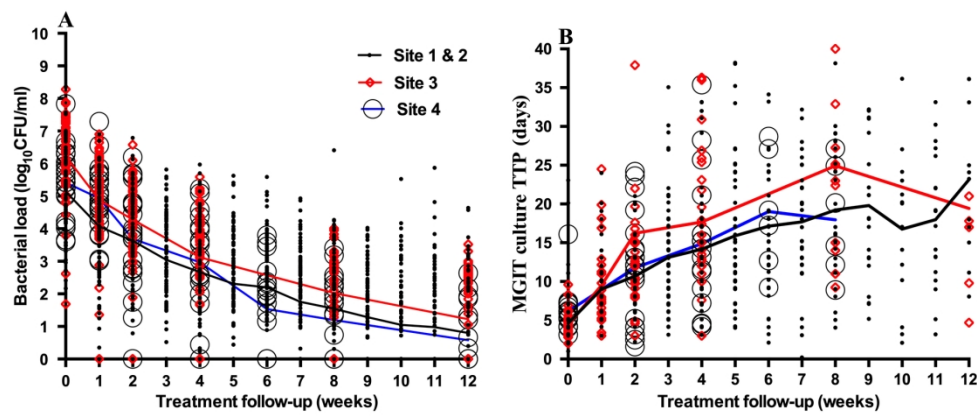 A
Bacterial load (log10CFU/ml)
10
9
8
7
6
5
4
3
2
1
0
Site 1 & 2
Site 3
Site 4
0 1 2 3 4 5 6 7 8 9 10 11 12
Treatment follow-up (weeks)
B
MGIT culture TTP (days)
40
35
30
25
20
15
10
5
0
0 1 2 3 4 5 6 7 8 9 10 11 12
Treatment follow-up (weeks)